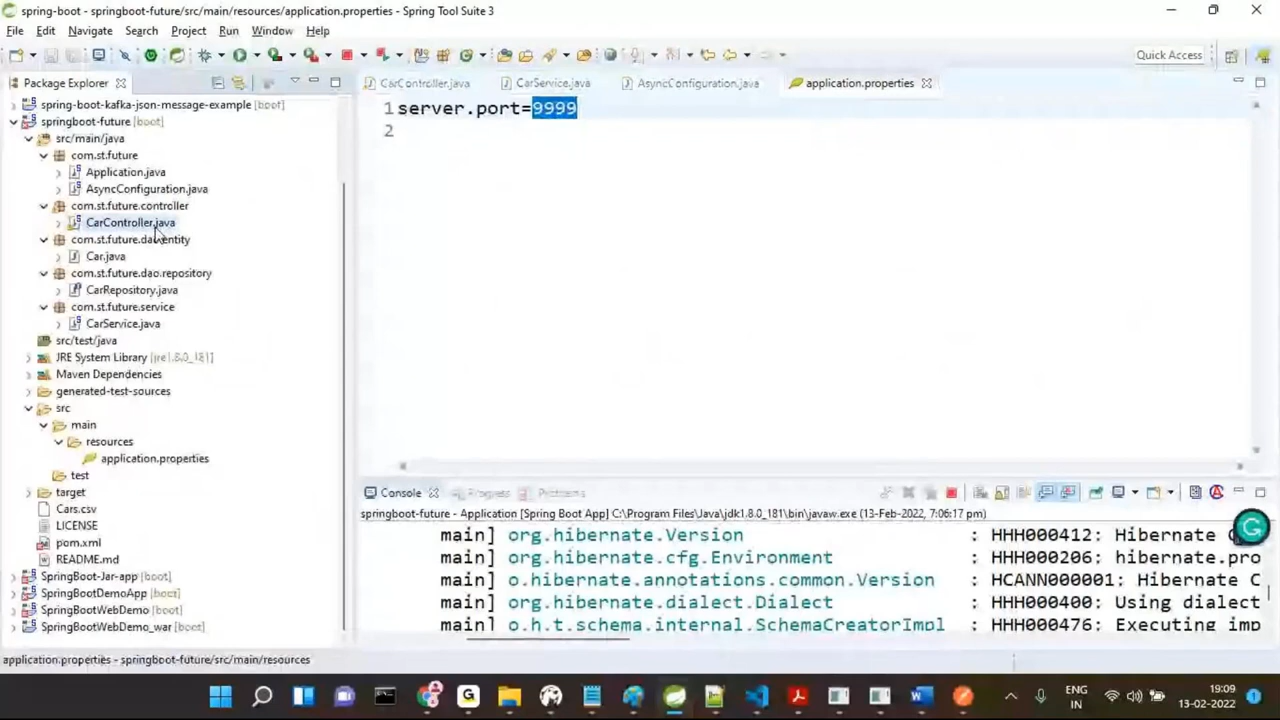 spring-boot - springboot-future/src/main/resources/application.properties - Spring Tool Suite 3
File Edit Navigate Search Project Run Window Help
Quick Access
Package Explorer
CarController.java CarService.java AsyncConfiguration.java application.properties
spring-boot-kafka-json-message-example [boot]
springboot-future [boot]
src/main/java
com.st.future
Application.java
AsyncConfiguration.java
com.st.future.controller
CarController.java
com.st.future.dao.entity
Car.java
com.st.future.dao.repository
CarRepository.java
com.st.future.service
CarService.java
src/test/java
JRE System Library [jre1.8.0_181]
Maven Dependencies
generated-test-sources
src
main
resources
application.properties
test
target
Cars.csv
LICENSE
pom.xml
README.md
SpringBoot-Jar-app [boot]
SpringBootDemoApp [boot]
SpringBootWebDemo [boot]
SpringBootWebDemo_war [boot]
1 server.port=9999
2
Console Progress Problems
springboot-future - Application [Spring Boot App] C:\Program Files\Java\jdk1.8.0_181\bin\javaw.exe (13-Feb-2022, 7:06:17 pm)
main] org.hibernate.Version : HHH000412: Hibernate
main] org.hibernate.cfg.Environment : HHH000206: hibernate.pro
main] o.hibernate.annotations.common.Version : HCANN000001: Hibernate C
main] org.hibernate.dialect.Dialect : HHH000400: Using dialect
main] o.h.t.schema.internal.SchemaCreatorImpl : HHH000476: Executing imp
application.properties - springboot-future/src/main/resources
ENG
IN
19:09
13-02-2022